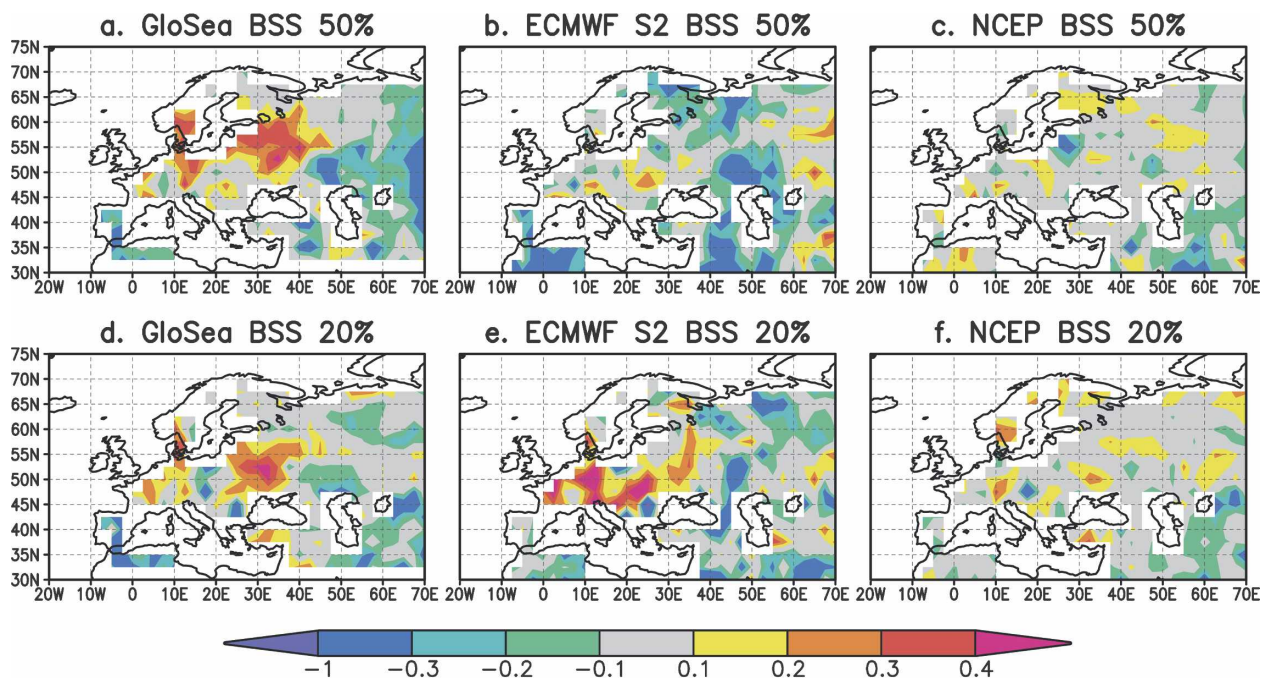 a. GloSea BSS 50% b. ECMWF S2 BSS 50% c. NCEP BSS 50%
75N
70N
65N
60N
55N
50N
45N
40N
35N
30N
20W 10W 0 10E 20E 30E 40E 50E 60E 70E 20W 10W 0 10E 20E 30E 40E 50E 60E 70E 20W 10W 0 10E 20E 30E 40E 50E 60E 70E
d. GloSea BSS 20% e. ECMWF S2 BSS 20% f. NCEP BSS 20%
75N
70N
65N
60N
55N
50N
45N
40N
35N
30N
20W 10W 0 10E 20E 30E 40E 50E 60E 70E 20W 10W 0 10E 20E 30E 40E 50E 60E 70E 20W 10W 0 10E 20E 30E 40E 50E 60E 70E
−1 −0.3 −0.2 −0.1 0.1 0.2 0.3 0.4